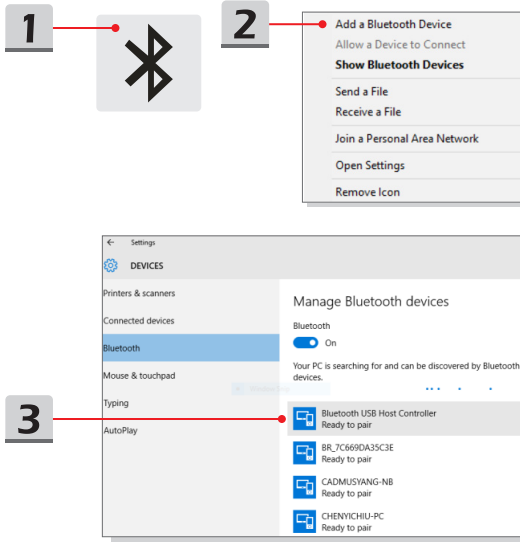 1
2
Add a Bluetooth Device
Allow a Device to Connect
Show Bluetooth Devices
Send a File
Receive a File
Join a Personal Area Network
Open Settings
Remove Icon
Settings
DEVICES
Printers & scanners
Connected devices
Bluetooth
Mouse & touchpad
Typing
AutoPlay
Manage Bluetooth devices
Bluetooth
On
Your PC is searching for and can be discovered by Bluetooth
devices.
3
Bluetooth USB Host Controller
Ready to pair
BR_7C669DA35C3E
Ready to pair
CADMUSYANG-NB
Ready to pair
CHENYICHIU-PC
Ready to pair